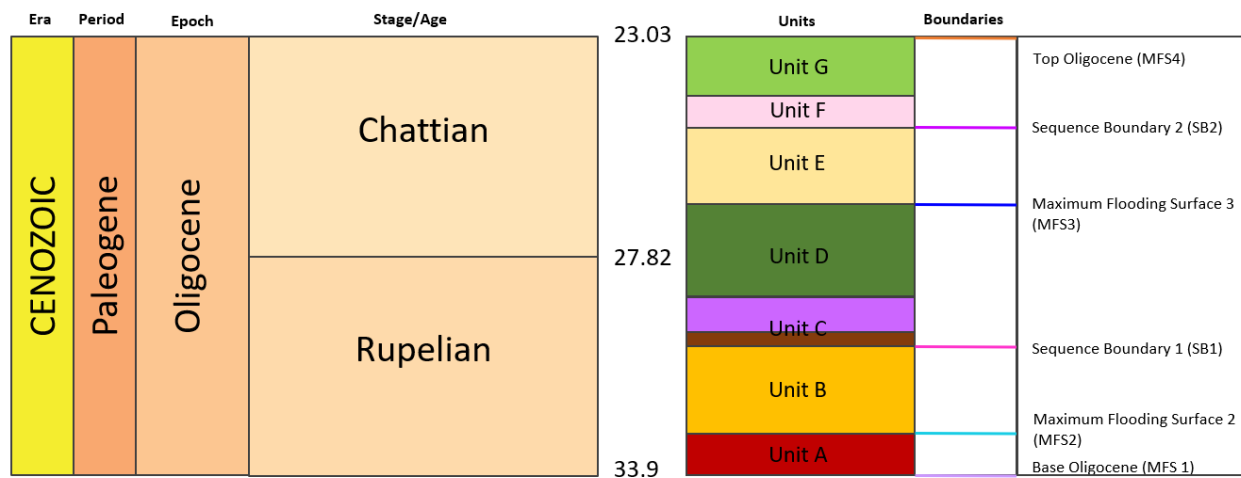 Era Period Epoch Stage/Age Units Boundaries
23.03
CENOZOIC
Paleogene
Oligocene
Chattian
27.82
Rupelian
33.9
Unit G
Unit F
Unit E
Unit D
Unit C
Unit B
Unit A
Top Oligocene (MFS4)
Sequence Boundary 2 (SB2)
Maximum Flooding Surface 3
(MFS3)
Sequence Boundary 1 (SB1)
Maximum Flooding Surface 2
(MFS2)
Base Oligocene (MFS 1)